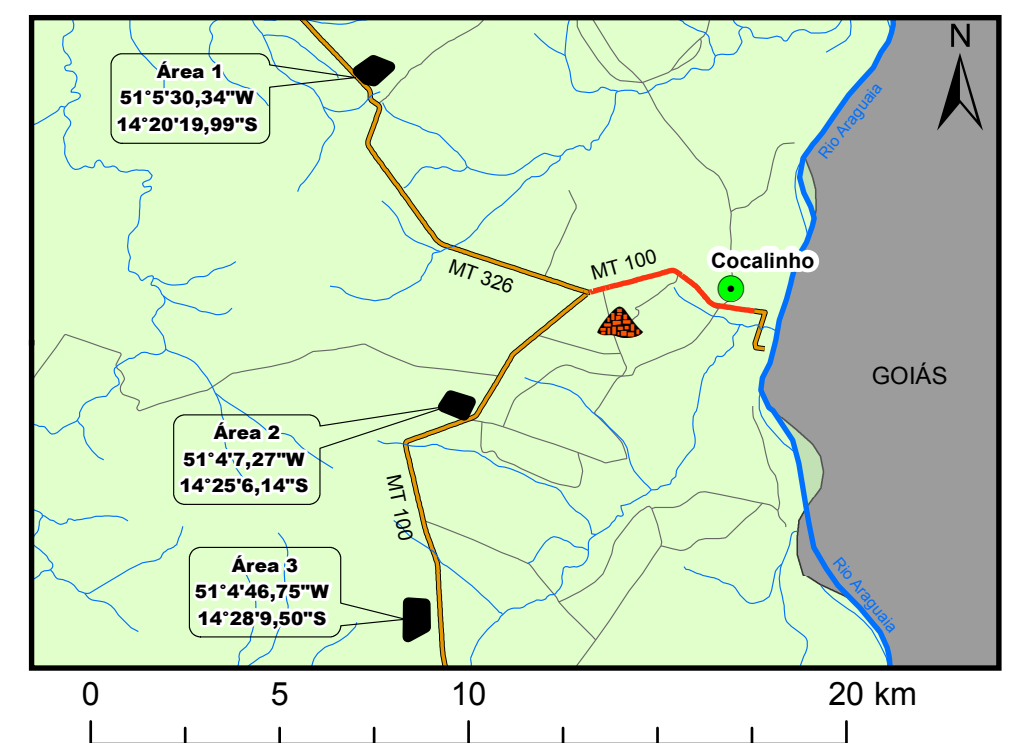 N
Área 1
51°5'30,34"W
14°20'19,99"S
Rio Araguaia
MT 326
MT 100
Cocalinho
GOIÁS
Área 2
51°4'7,27"W
14°25'6,14"S
MT 100
Área 3
51°4'46,75"W
14°28'9,50"S
Rio Araguaia
0 5 10 20 km